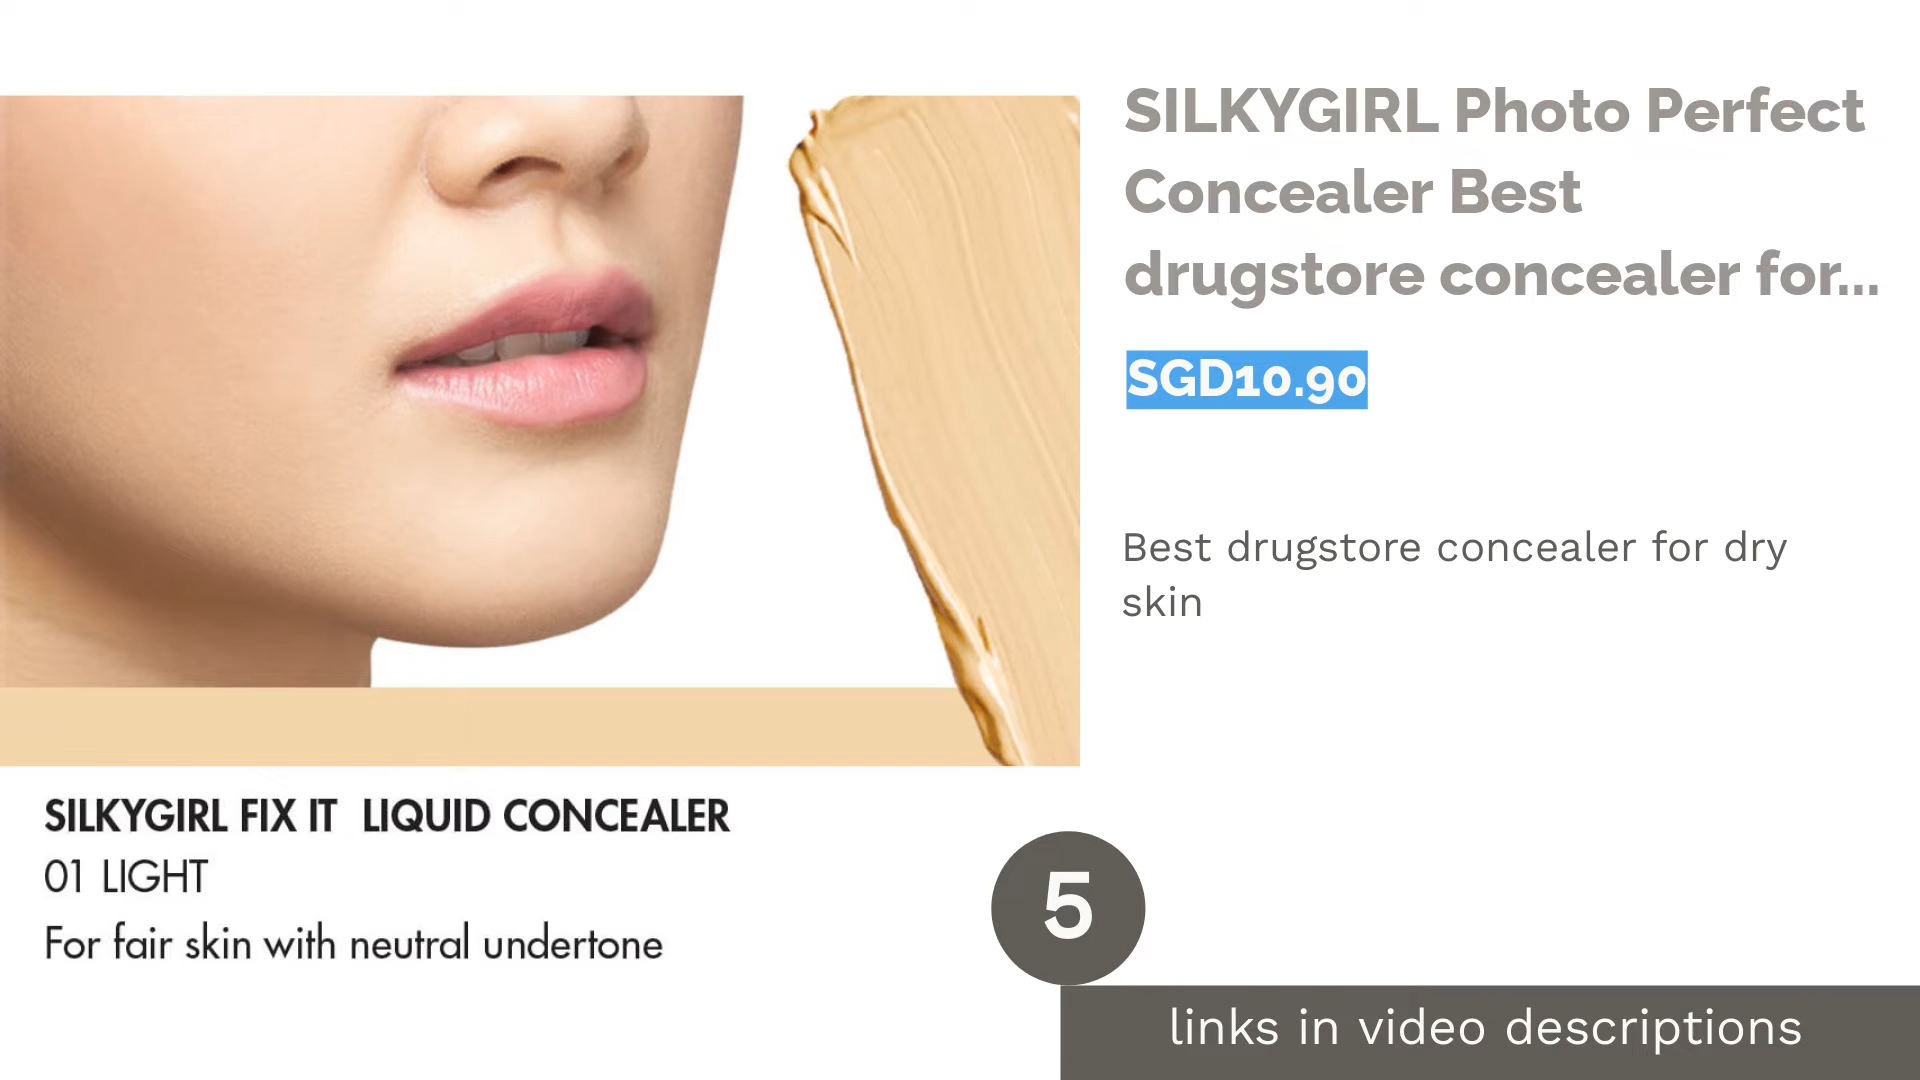 SILKYGIRL Photo Perfect
Concealer Best
drugstore concealer for...
SGD10.90
Best drugstore concealer for dry
skin
SILKYGIRL FIX IT LIQUID CONCEALER
01 LIGHT
For fair skin with neutral undertone
5
links in video descriptions